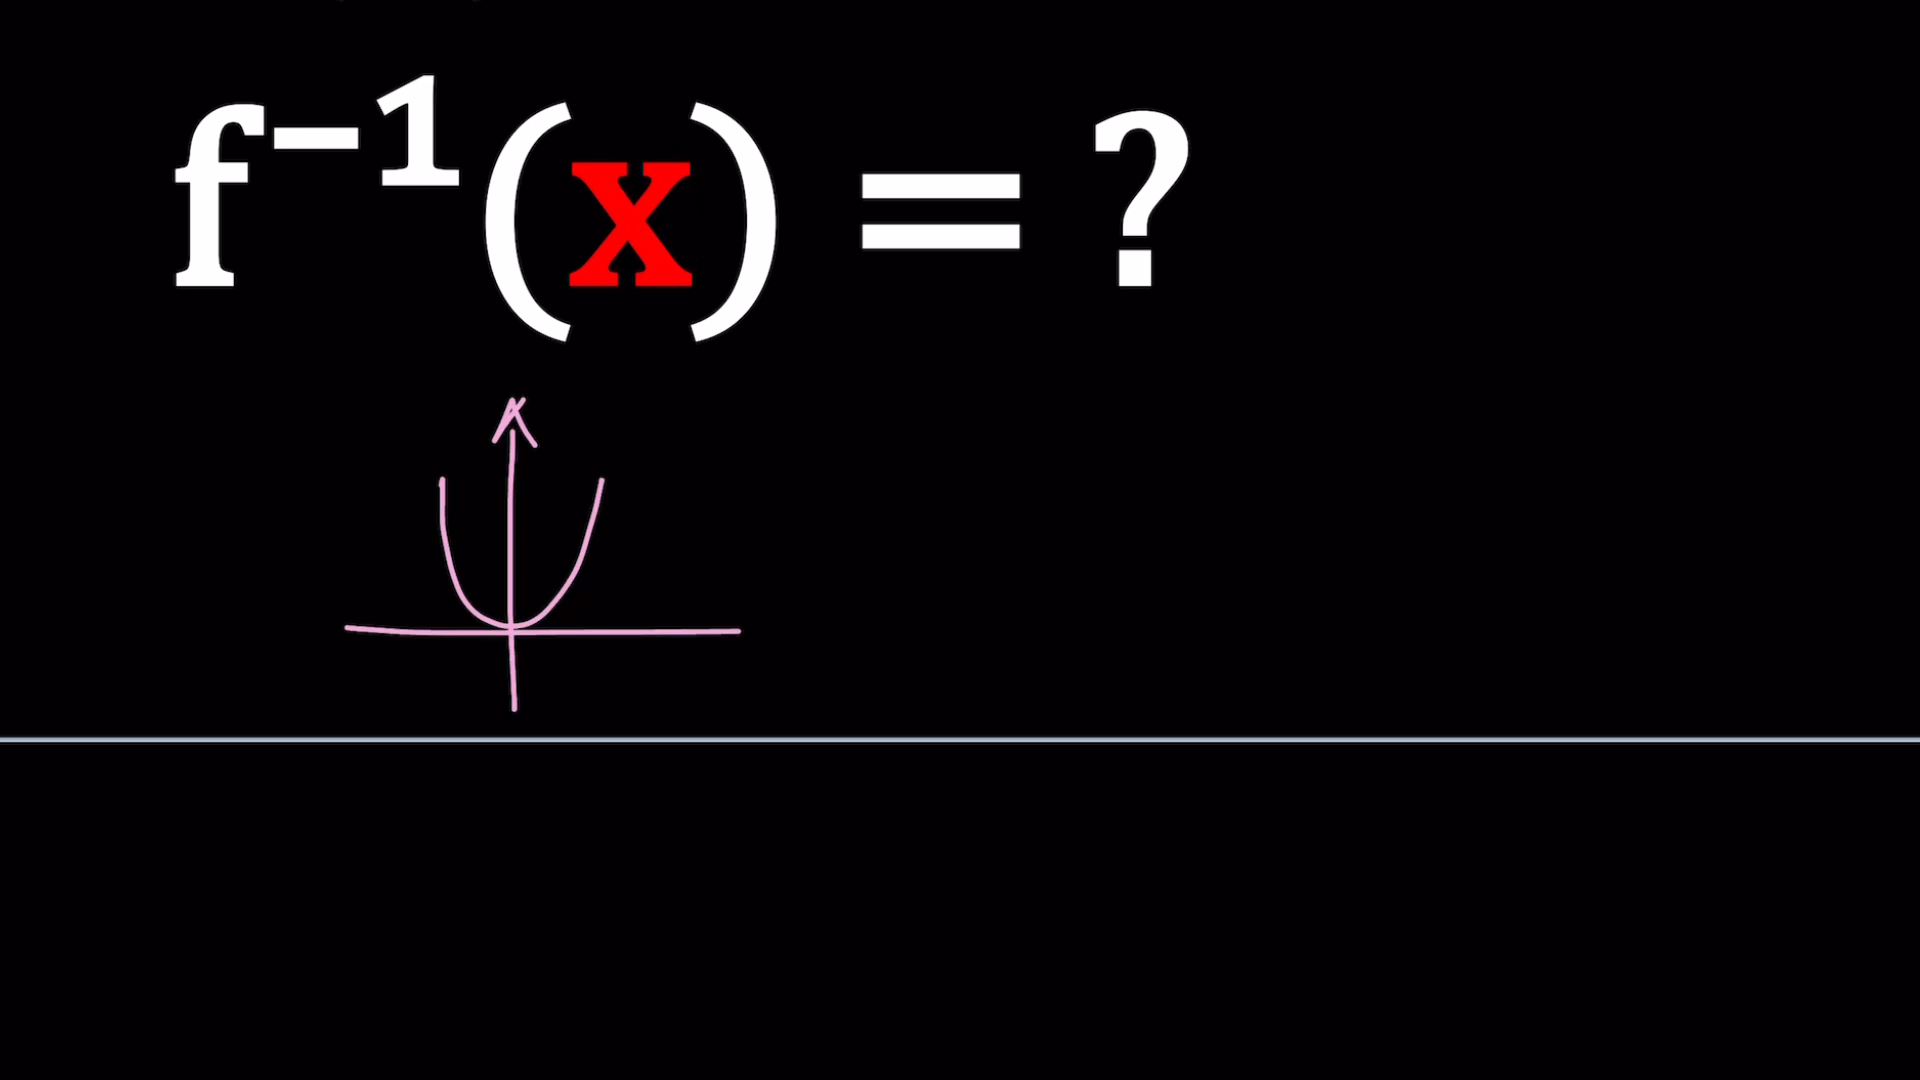 f⁻¹(x) = ?